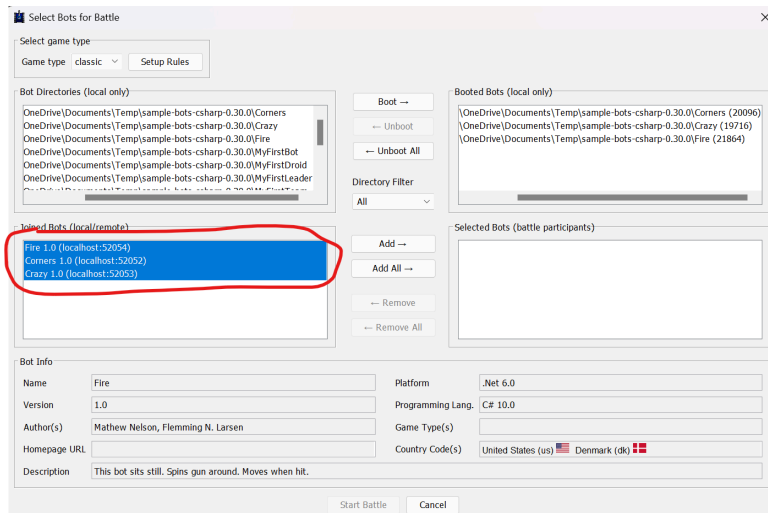 Select Bots for Battle
Select game type
Game type classic Setup Rules
Bot Directories (local only)
OneDrive\Documents\Temp\sample-bots-csharp-0.30.0\Corners
OneDrive\Documents\Temp\sample-bots-csharp-0.30.0\Crazy
OneDrive\Documents\Temp\sample-bots-csharp-0.30.0\Fire
OneDrive\Documents\Temp\sample-bots-csharp-0.30.0\MyFirstBot
OneDrive\Documents\Temp\sample-bots-csharp-0.30.0\MyFirstDroid
OneDrive\Documents\Temp\sample-bots-csharp-0.30.0\MyFirstLeader
OneDrive\Documents\Temp\sample-bots-csharp-0.30.0\MyFirstTeam
Boot →
← Unboot
← Unboot All
Directory Filter
All
Booted Bots (local only)
\OneDrive\Documents\Temp\sample-bots-csharp-0.30.0\Corners (20096)
\OneDrive\Documents\Temp\sample-bots-csharp-0.30.0\Crazy (19716)
\OneDrive\Documents\Temp\sample-bots-csharp-0.30.0\Fire (21864)
Joined Bots (local/remote)
Fire 1.0 (localhost:52054)
Corners 1.0 (localhost:52052)
Crazy 1.0 (localhost:52053)
Add →
Add All →
← Remove
← Remove All
Selected Bots (battle participants)
Bot Info
Name Fire
Platform .Net 6.0
Version 1.0
Programming Lang. C# 10.0
Author(s) Mathew Nelson, Flemming N. Larsen
Game Type(s)
Homepage URL
Country Code(s) United States (us) Denmark (dk)
Description This bot sits still. Spins gun around. Moves when hit.
Start Battle Cancel